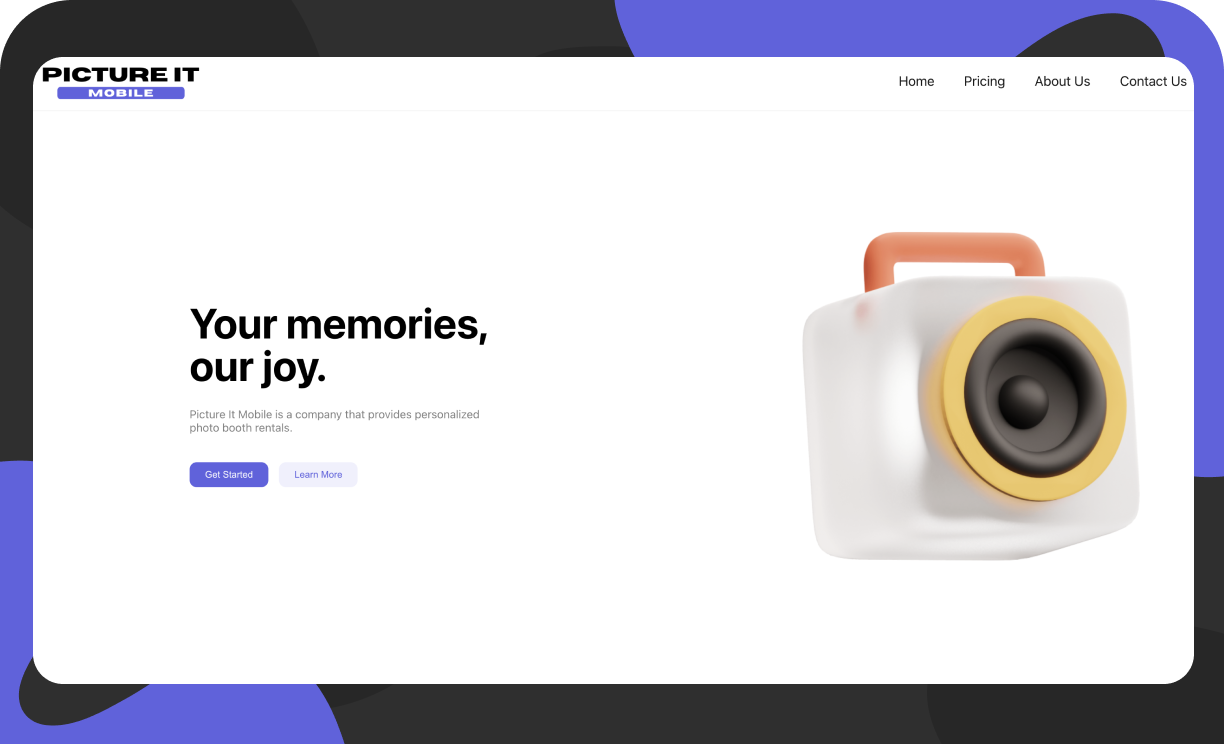 PICTURE IT
MOBILE
Home Pricing About Us Contact Us
Your memories,
our joy.
Picture It Mobile is a company that provides personalized
photo booth rentals.
Get Started Learn More